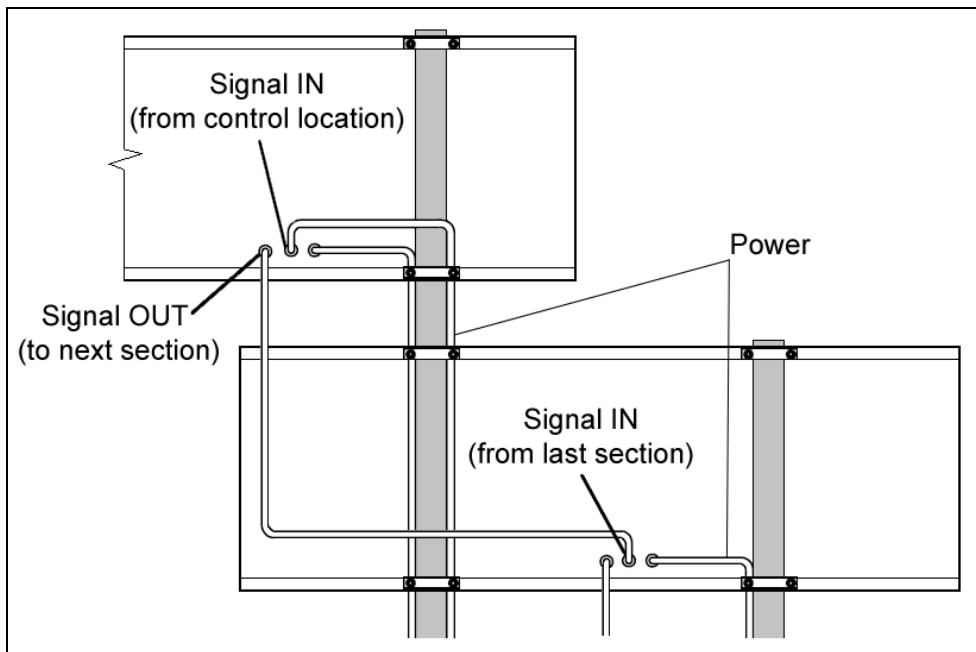 Signal IN
(from control location)
Power
Signal OUT
(to next section)
Signal IN
(from last section)